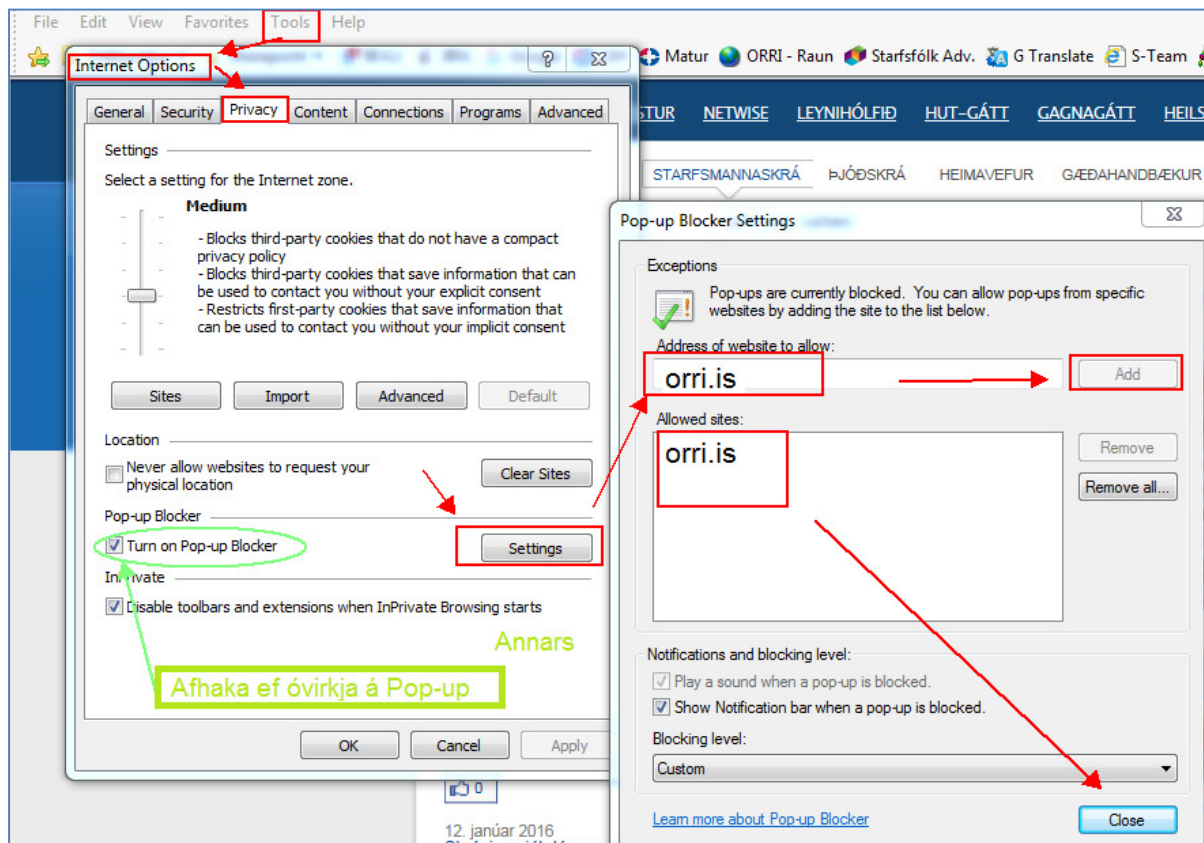 File Edit View Favorites Tools Help
Matur ORRI - Raun Starfsfólk Adv. G Translate S-Team
STUR NETWISE LEYNIHÓLFIÐ HUT-GÁTT GAGNAGÁTT HEILS
STARFSMANNASKRÁ ÞJÓÐSKRÁ HEIMAVEFUR GÆÐAHANDBÆKUR
Internet Options
General Security Privacy Content Connections Programs Advanced
Settings
Select a setting for the Internet zone.
Medium
- Blocks third-party cookies that do not have a compact
privacy policy
- Blocks third-party cookies that save information that can
be used to contact you without your explicit consent
- Restricts first-party cookies that save information that
can be used to contact you without your implicit consent
Sites Import Advanced Default
Location
Never allow websites to request your
physical location
Clear Sites
Pop-up Blocker
Turn on Pop-up Blocker
Settings
InPrivate
Disable toolbars and extensions when InPrivate Browsing starts
Annars
Afhaka ef óvirkja á Pop-up
OK Cancel Apply
Pop-up Blocker Settings
Exceptions
Pop-ups are currently blocked. You can allow pop-ups from specific
websites by adding the site to the list below.
Address of website to allow:
orri.is
Add
Allowed sites:
orri.is
Remove
Remove all...
Notifications and blocking level:
Play a sound when a pop-up is blocked.
Show Notification bar when a pop-up is blocked.
Blocking level:
Custom
Learn more about Pop-up Blocker
Close
0
12. janúar 2016